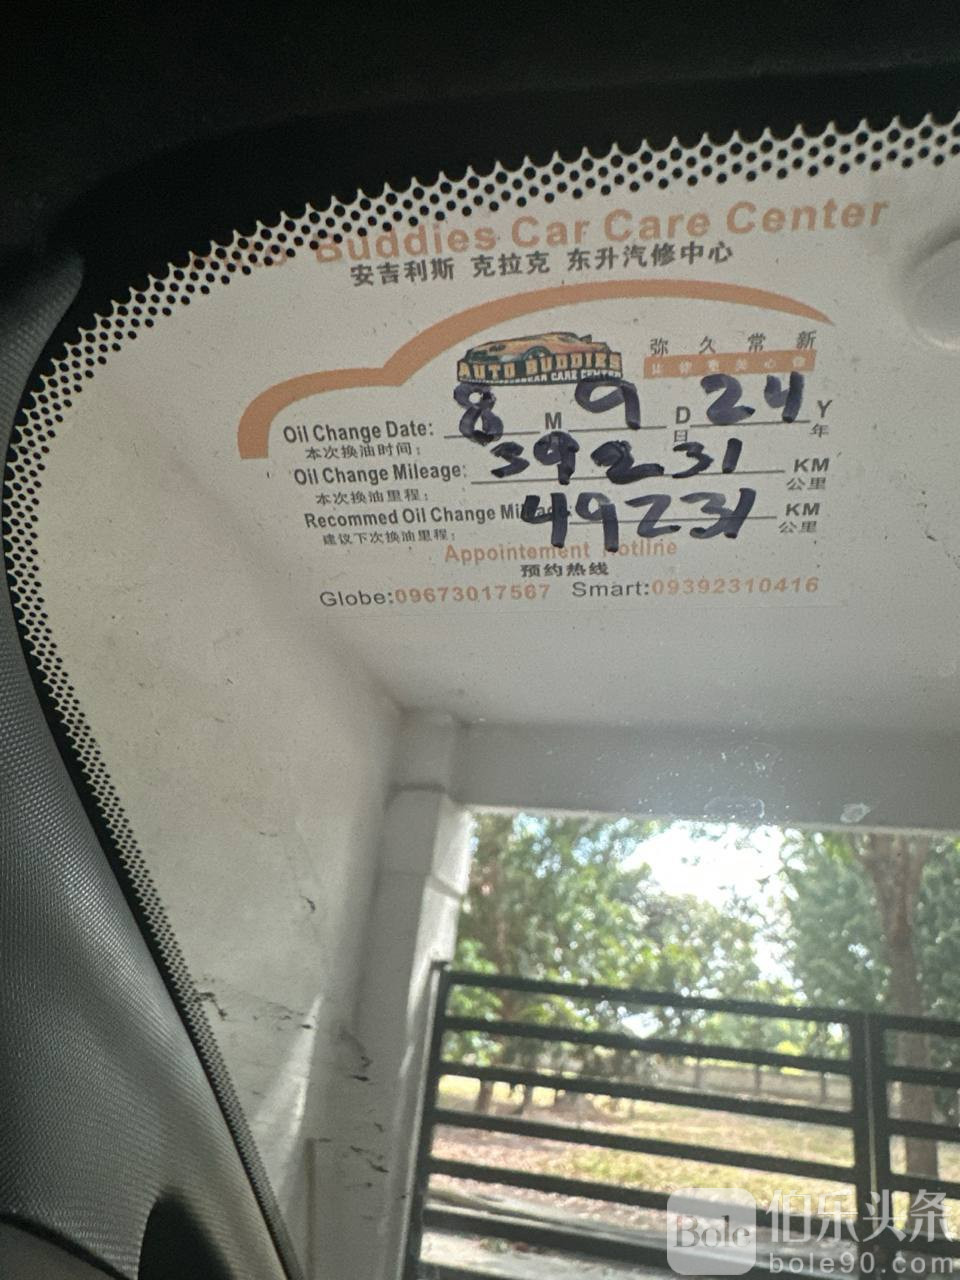 Auto Buddies Car Care Center
安吉利斯 克拉克 东升汽修中心
AUTO BUDDIES
CAR CARE CENTER
弥久常新
Oil Change Date: 8 M 9 D 24 Y
本次换油时间: 日 年
Oil Change Mileage: 39231 KM
本次换油里程: 公里
Recommed Oil Change Mileage: 49231 KM
建议下次换油里程: 公里
Appointement Hotline
预约热线
Globe:09673017567 Smart:09392310416
Bole 伯乐头条
bole90.com